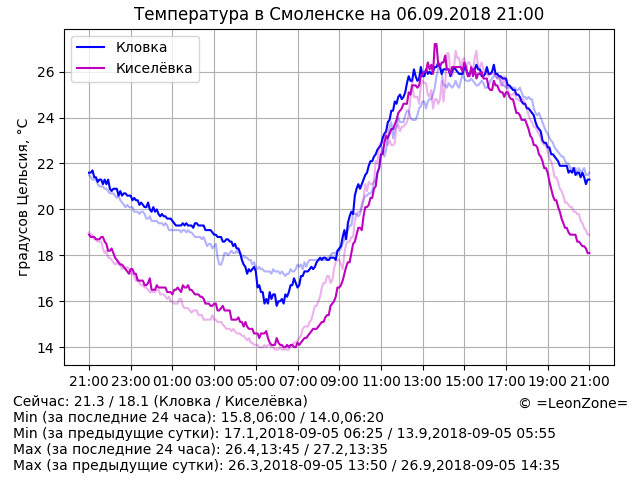 Температура в Смоленске на 06.09.2018 21:00
Кловка
Киселёвка
градусов Цельсия, °C
26
24
22
20
18
16
14
21:00 23:00 01:00 03:00 05:00 07:00 09:00 11:00 13:00 15:00 17:00 19:00 21:00
Сейчас: 21.3 / 18.1 (Кловка / Киселёвка)
© =LeonZone=
Min (за последние 24 часа): 15.8,06:00 / 14.0,06:20
Min (за предыдущие сутки): 17.1,2018-09-05 06:25 / 13.9,2018-09-05 05:55
Max (за последние 24 часа): 26.4,13:45 / 27.2,13:35
Max (за предыдущие сутки): 26.3,2018-09-05 13:50 / 26.9,2018-09-05 14:35